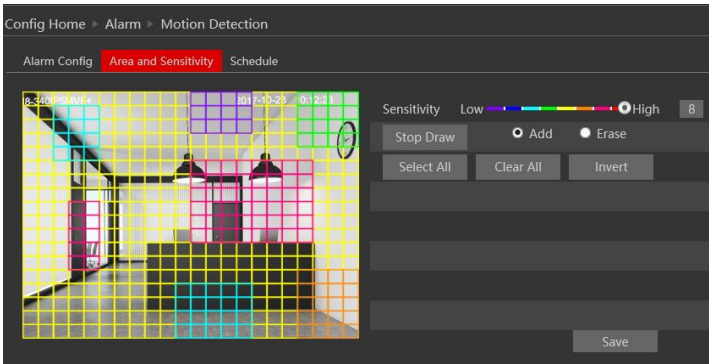 Config Home ▸ Alarm ▸ Motion Detection
Alarm Config Area and Sensitivity Schedule
2017-10-23 0:12:23
Sensitivity Low High 8
Stop Draw Add Erase
Select All Clear All Invert
Save